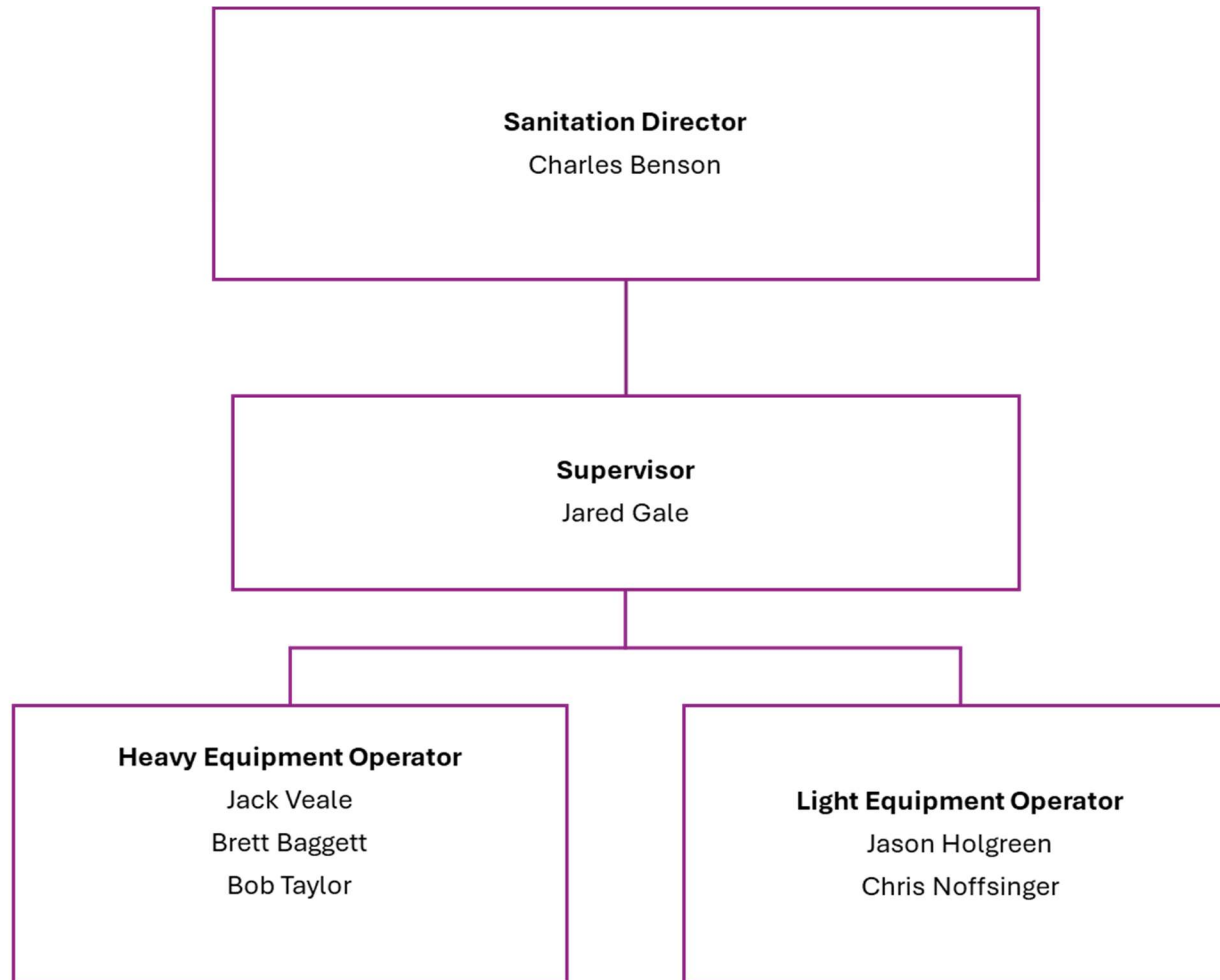 Sanitation Director
Charles Benson
Supervisor
Jared Gale
Heavy Equipment Operator
Jack Veale
Brett Baggett
Bob Taylor
Light Equipment Operator
Jason Holgreen
Chris Noffsinger